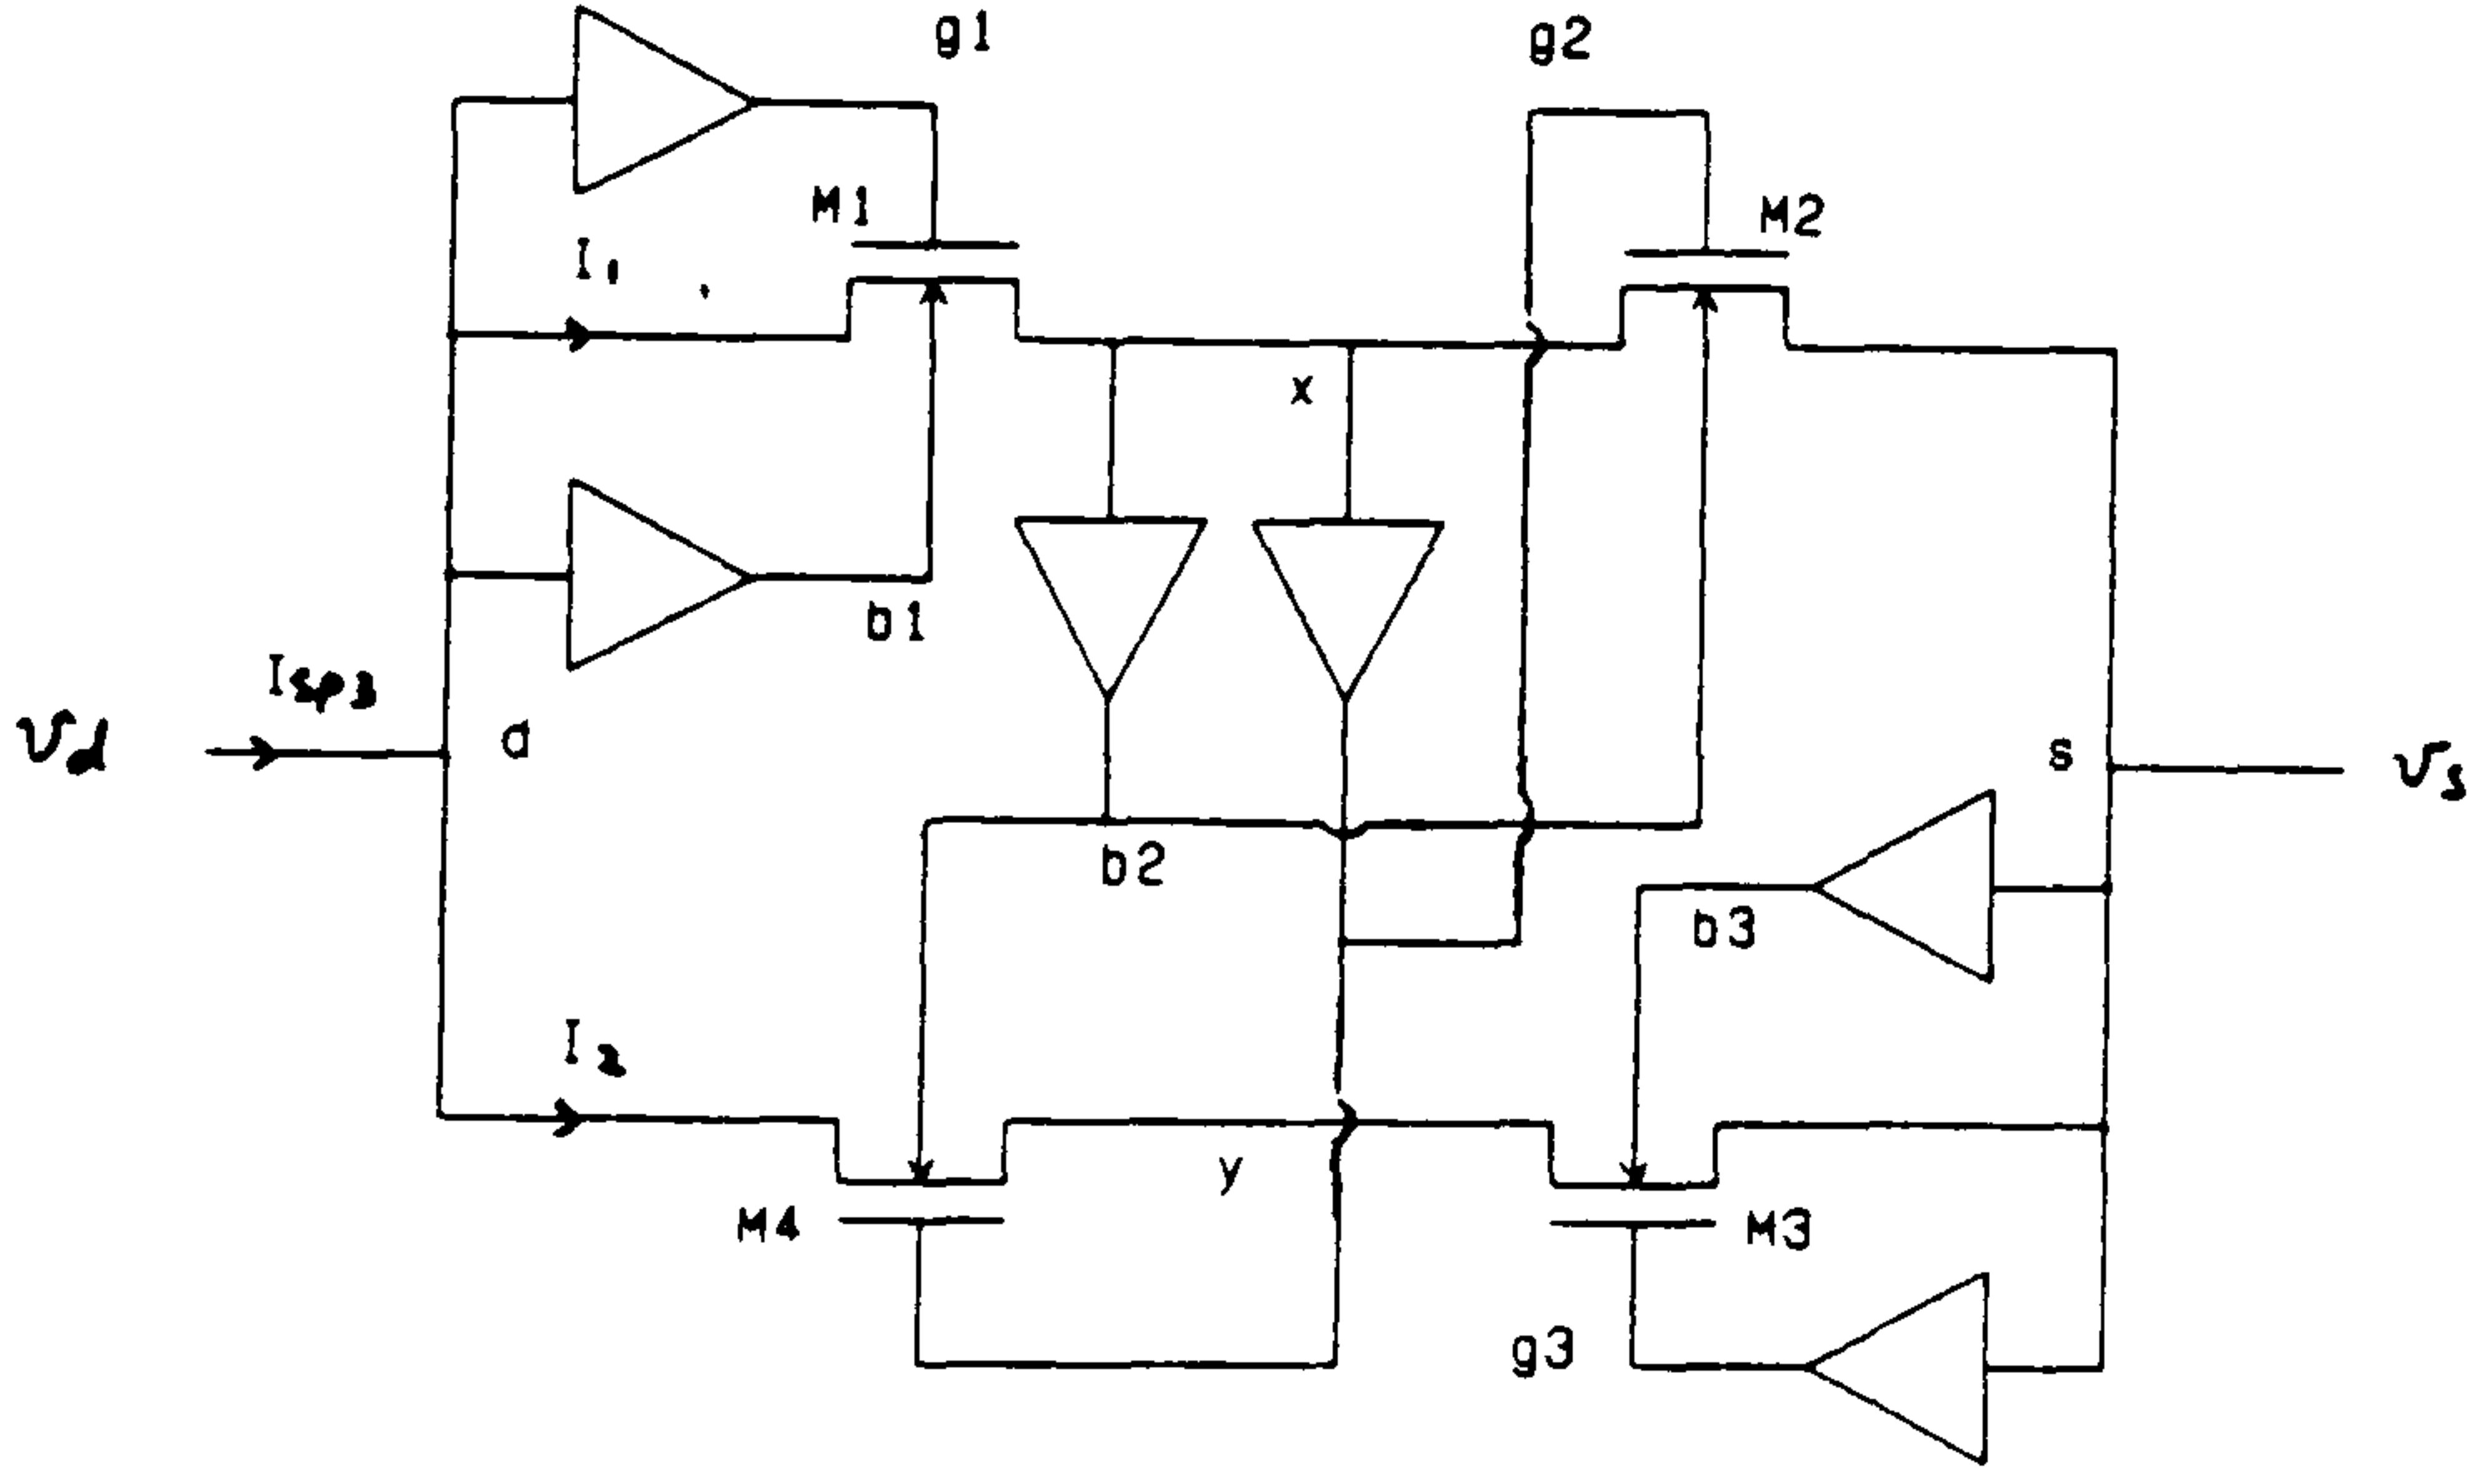 g1
g2
M1
M2
I₁
x
b1
Isp3
vd
a
s
vs
b2
b3
I₂
y
M4
M3
g3